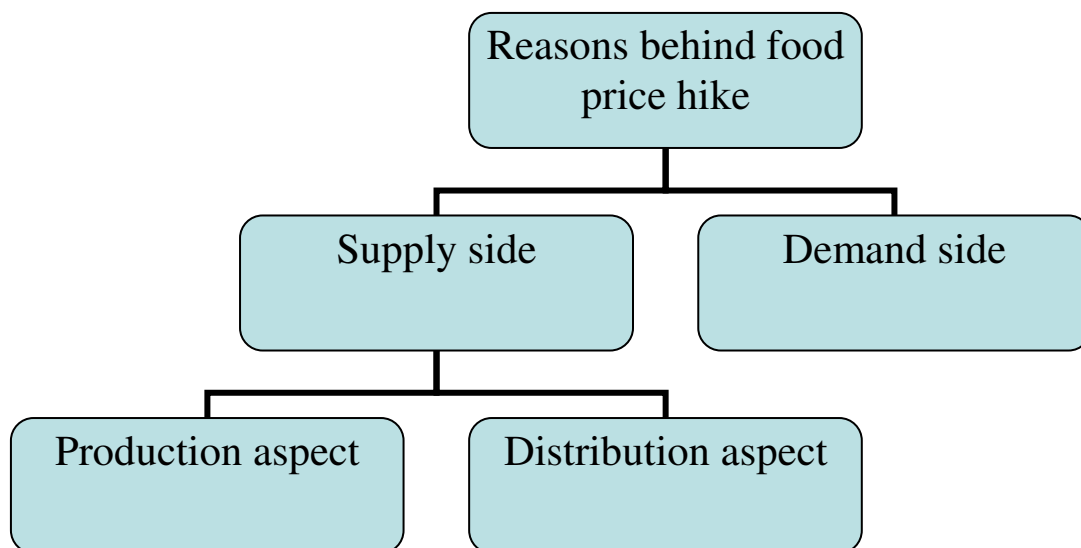 Reasons behind food
price hike
Supply side
Demand side
Production aspect
Distribution aspect